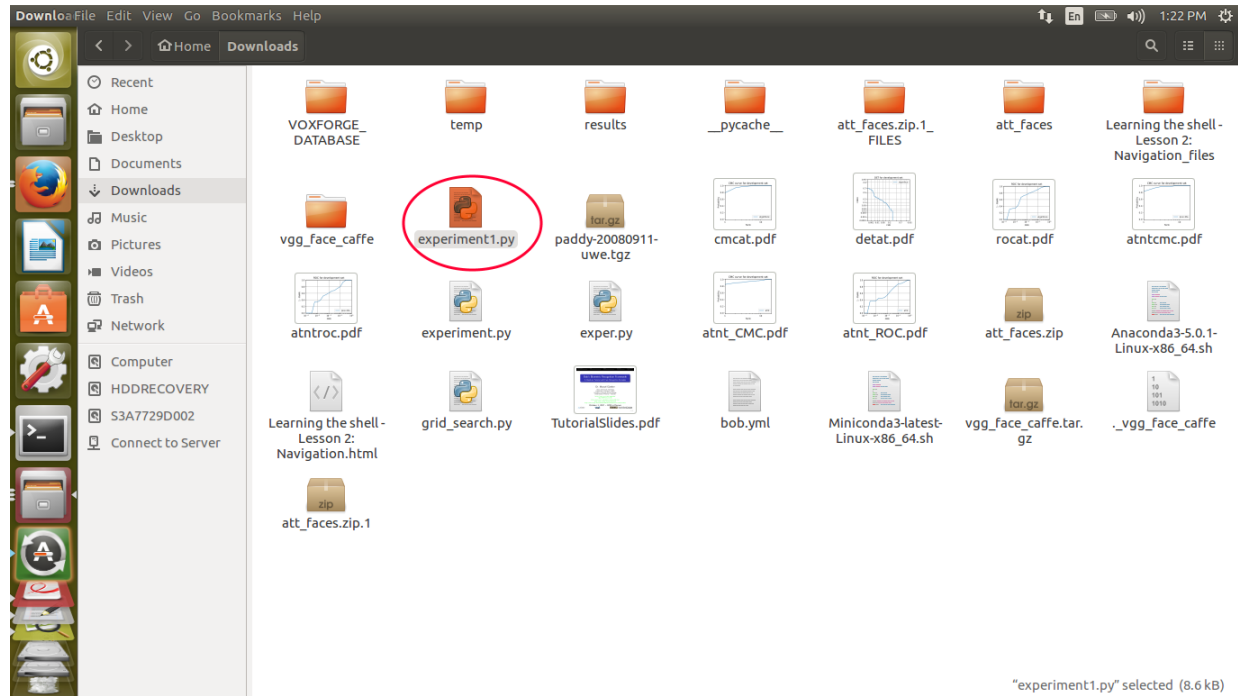 Downloa File Edit View Go Bookmarks Help En 1:22 PM
Home Downloads
Recent
Home
Desktop
Documents
Downloads
Music
Pictures
Videos
Trash
Network
Computer
HDDRECOVERY
S3A7729D002
Connect to Server
VOXFORGE_
DATABASE
temp
results
__pycache__
att_faces.zip.1_
FILES
att_faces
Learning the shell -
Lesson 2:
Navigation_files
vgg_face_caffe
experiment1.py
tar.gz
paddy-20080911-
uwe.tgz
cmcat.pdf
detat.pdf
rocat.pdf
atntcmc.pdf
atntroc.pdf
experiment.py
exper.py
atnt_CMC.pdf
atnt_ROC.pdf
zip
att_faces.zip
Anaconda3-5.0.1-
Linux-x86_64.sh
</>
Learning the shell -
Lesson 2:
Navigation.html
grid_search.py
TutorialSlides.pdf
bob.yml
Miniconda3-latest-
Linux-x86_64.sh
tar.gz
vgg_face_caffe.tar.
gz
1
10
101
1010
._vgg_face_caffe
zip
att_faces.zip.1
"experiment1.py" selected (8.6 kB)